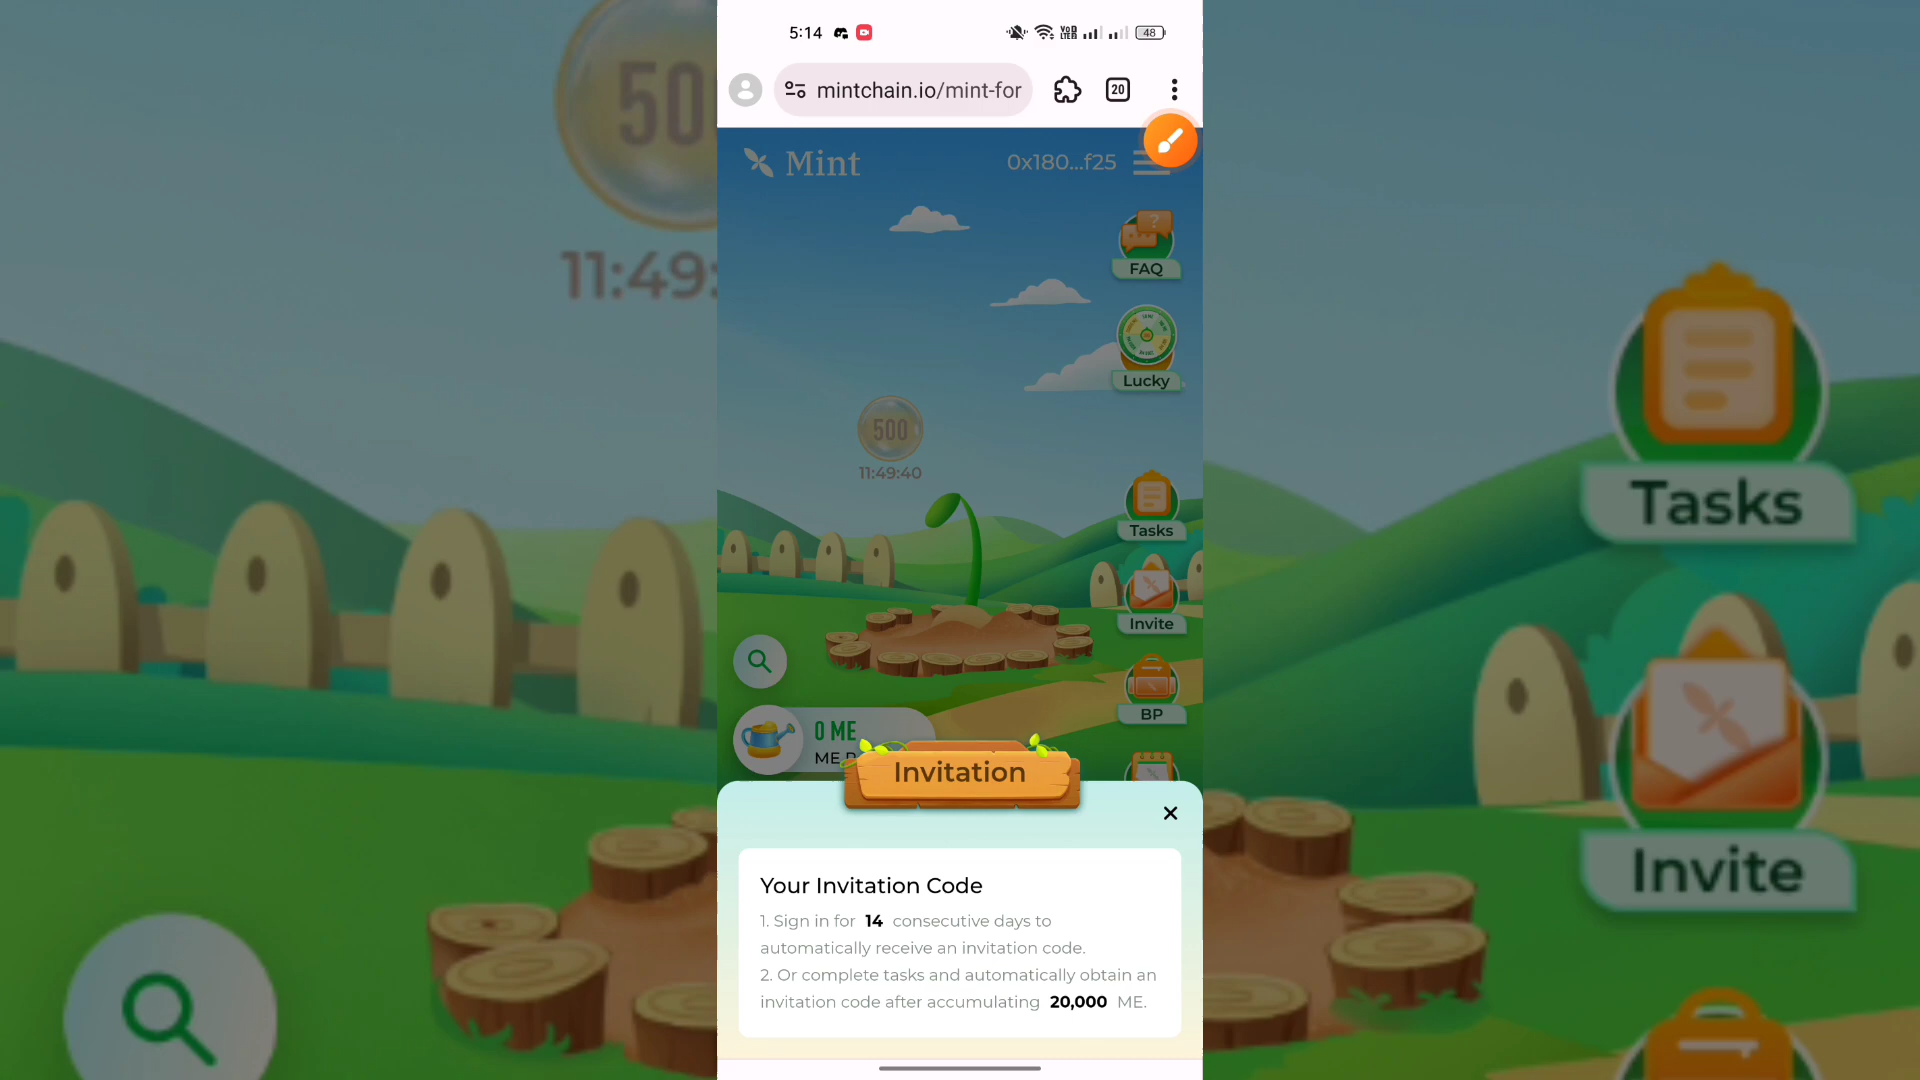 5:14
VoD
LTE
48
mintchain.io/mint-for
20
Mint
0x180...f25
FAQ
Lucky
500
11:49:40
Tasks
Invite
BP
0 ME
ME
Invitation
Your Invitation Code
1. Sign in for 14 consecutive days to
automatically receive an invitation code.
2. Or complete tasks and automatically obtain an
invitation code after accumulating 20,000 ME.
50
11:49:
Tasks
Invite